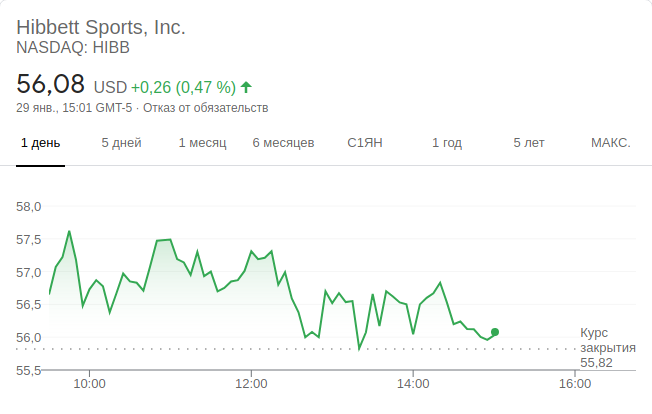 Hibbett Sports, Inc.
NASDAQ: HIBB
56,08 USD +0,26 (0,47 %)
29 янв., 15:01 GMT-5 · Отказ от обязательств
1 день 5 дней 1 месяц 6 месяцев С1ЯН 1 год 5 лет МАКС.
58,0
57,5
57,0
56,5
56,0
55,5
Курс
закрытия
55,82
10:00 12:00 14:00 16:00